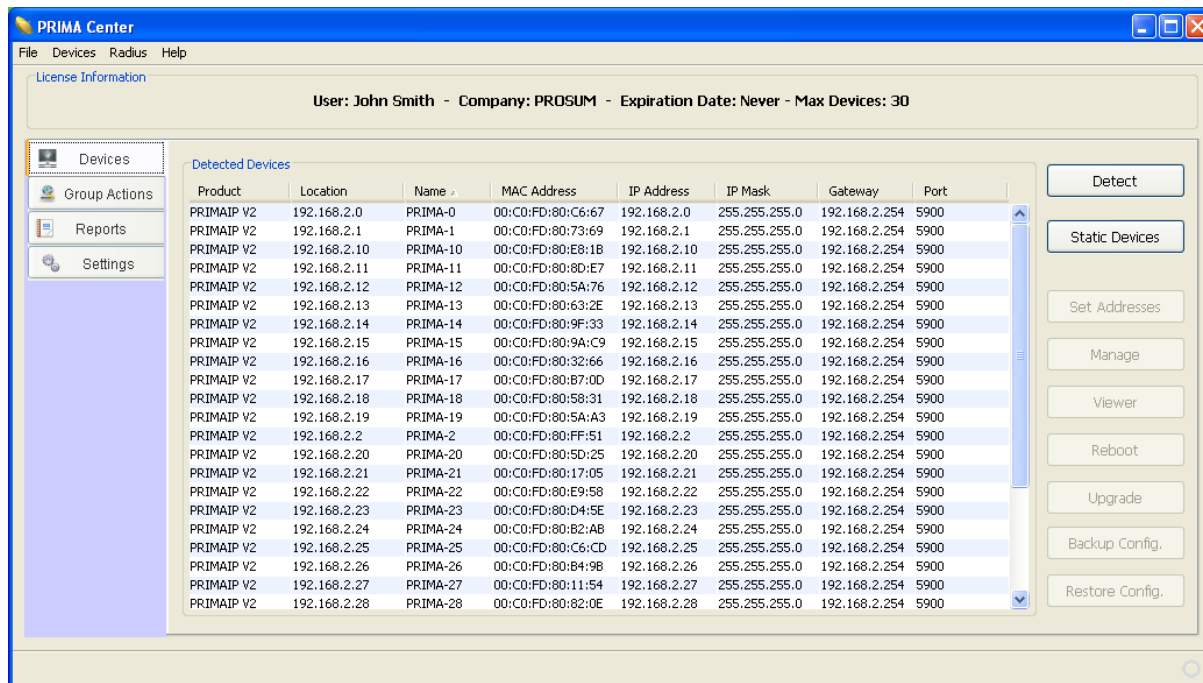 PRIMA Center
File Devices Radius Help
License Information
User: John Smith - Company: PROSUM - Expiration Date: Never - Max Devices: 30
Devices
Group Actions
Reports
Settings
Detected Devices
Product Location Name MAC Address IP Address IP Mask Gateway Port
PRIMAIP V2 192.168.2.0 PRIMA-0 00:C0:FD:80:C6:67 192.168.2.0 255.255.255.0 192.168.2.254 5900
PRIMAIP V2 192.168.2.1 PRIMA-1 00:C0:FD:80:73:69 192.168.2.1 255.255.255.0 192.168.2.254 5900
PRIMAIP V2 192.168.2.10 PRIMA-10 00:C0:FD:80:E8:1B 192.168.2.10 255.255.255.0 192.168.2.254 5900
PRIMAIP V2 192.168.2.11 PRIMA-11 00:C0:FD:80:8D:E7 192.168.2.11 255.255.255.0 192.168.2.254 5900
PRIMAIP V2 192.168.2.12 PRIMA-12 00:C0:FD:80:5A:76 192.168.2.12 255.255.255.0 192.168.2.254 5900
PRIMAIP V2 192.168.2.13 PRIMA-13 00:C0:FD:80:63:2E 192.168.2.13 255.255.255.0 192.168.2.254 5900
PRIMAIP V2 192.168.2.14 PRIMA-14 00:C0:FD:80:9F:33 192.168.2.14 255.255.255.0 192.168.2.254 5900
PRIMAIP V2 192.168.2.15 PRIMA-15 00:C0:FD:80:9A:C9 192.168.2.15 255.255.255.0 192.168.2.254 5900
PRIMAIP V2 192.168.2.16 PRIMA-16 00:C0:FD:80:32:66 192.168.2.16 255.255.255.0 192.168.2.254 5900
PRIMAIP V2 192.168.2.17 PRIMA-17 00:C0:FD:80:B7:0D 192.168.2.17 255.255.255.0 192.168.2.254 5900
PRIMAIP V2 192.168.2.18 PRIMA-18 00:C0:FD:80:58:31 192.168.2.18 255.255.255.0 192.168.2.254 5900
PRIMAIP V2 192.168.2.19 PRIMA-19 00:C0:FD:80:5A:A3 192.168.2.19 255.255.255.0 192.168.2.254 5900
PRIMAIP V2 192.168.2.2 PRIMA-2 00:C0:FD:80:FF:51 192.168.2.2 255.255.255.0 192.168.2.254 5900
PRIMAIP V2 192.168.2.20 PRIMA-20 00:C0:FD:80:5D:25 192.168.2.20 255.255.255.0 192.168.2.254 5900
PRIMAIP V2 192.168.2.21 PRIMA-21 00:C0:FD:80:17:05 192.168.2.21 255.255.255.0 192.168.2.254 5900
PRIMAIP V2 192.168.2.22 PRIMA-22 00:C0:FD:80:E9:58 192.168.2.22 255.255.255.0 192.168.2.254 5900
PRIMAIP V2 192.168.2.23 PRIMA-23 00:C0:FD:80:D4:5E 192.168.2.23 255.255.255.0 192.168.2.254 5900
PRIMAIP V2 192.168.2.24 PRIMA-24 00:C0:FD:80:B2:AB 192.168.2.24 255.255.255.0 192.168.2.254 5900
PRIMAIP V2 192.168.2.25 PRIMA-25 00:C0:FD:80:C6:CD 192.168.2.25 255.255.255.0 192.168.2.254 5900
PRIMAIP V2 192.168.2.26 PRIMA-26 00:C0:FD:80:B4:9B 192.168.2.26 255.255.255.0 192.168.2.254 5900
PRIMAIP V2 192.168.2.27 PRIMA-27 00:C0:FD:80:11:54 192.168.2.27 255.255.255.0 192.168.2.254 5900
PRIMAIP V2 192.168.2.28 PRIMA-28 00:C0:FD:80:82:0E 192.168.2.28 255.255.255.0 192.168.2.254 5900
Detect
Static Devices
Set Addresses
Manage
Viewer
Reboot
Upgrade
Backup Config.
Restore Config.